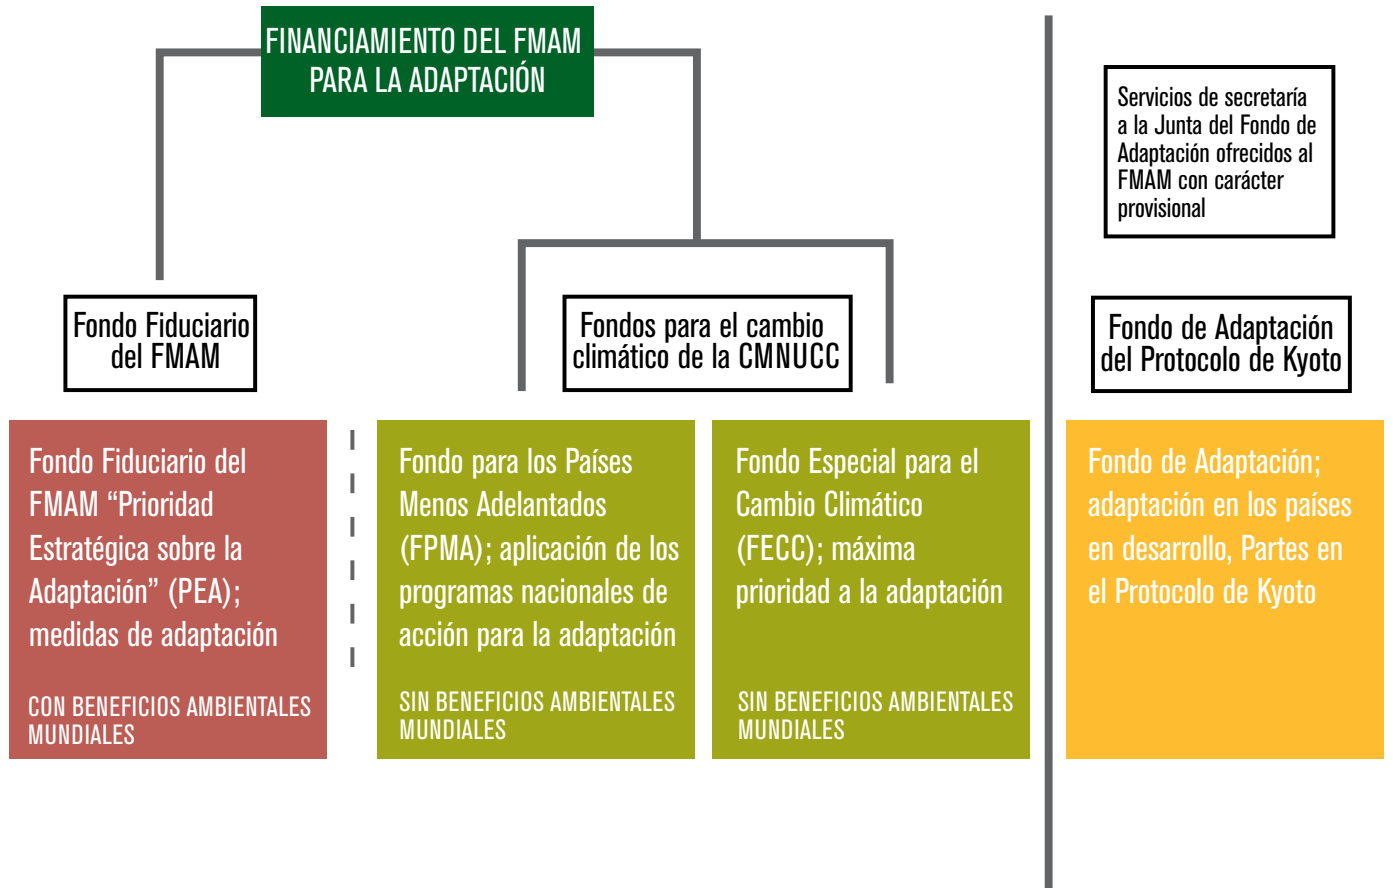 FINANCIAMIENTO DEL FMAM
PARA LA ADAPTACIÓN
Servicios de secretaría
a la Junta del Fondo de
Adaptación ofrecidos al
FMAM con carácter
provisional
Fondo Fiduciario
del FMAM
Fondos para el cambio
climático de la CMNUCC
Fondo de Adaptación
del Protocolo de Kyoto
Fondo Fiduciario del
FMAM “Prioridad
Estratégica sobre la
Adaptación” (PEA);
medidas de adaptación
CON BENEFICIOS AMBIENTALES
MUNDIALES
Fondo para los Países
Menos Adelantados
(FPMA); aplicación de los
programas nacionales de
acción para la adaptación
SIN BENEFICIOS AMBIENTALES
MUNDIALES
Fondo Especial para el
Cambio Climático
(FECC); máxima
prioridad a la adaptación
SIN BENEFICIOS AMBIENTALES
MUNDIALES
Fondo de Adaptación;
adaptación en los países
en desarrollo, Partes en
el Protocolo de Kyoto